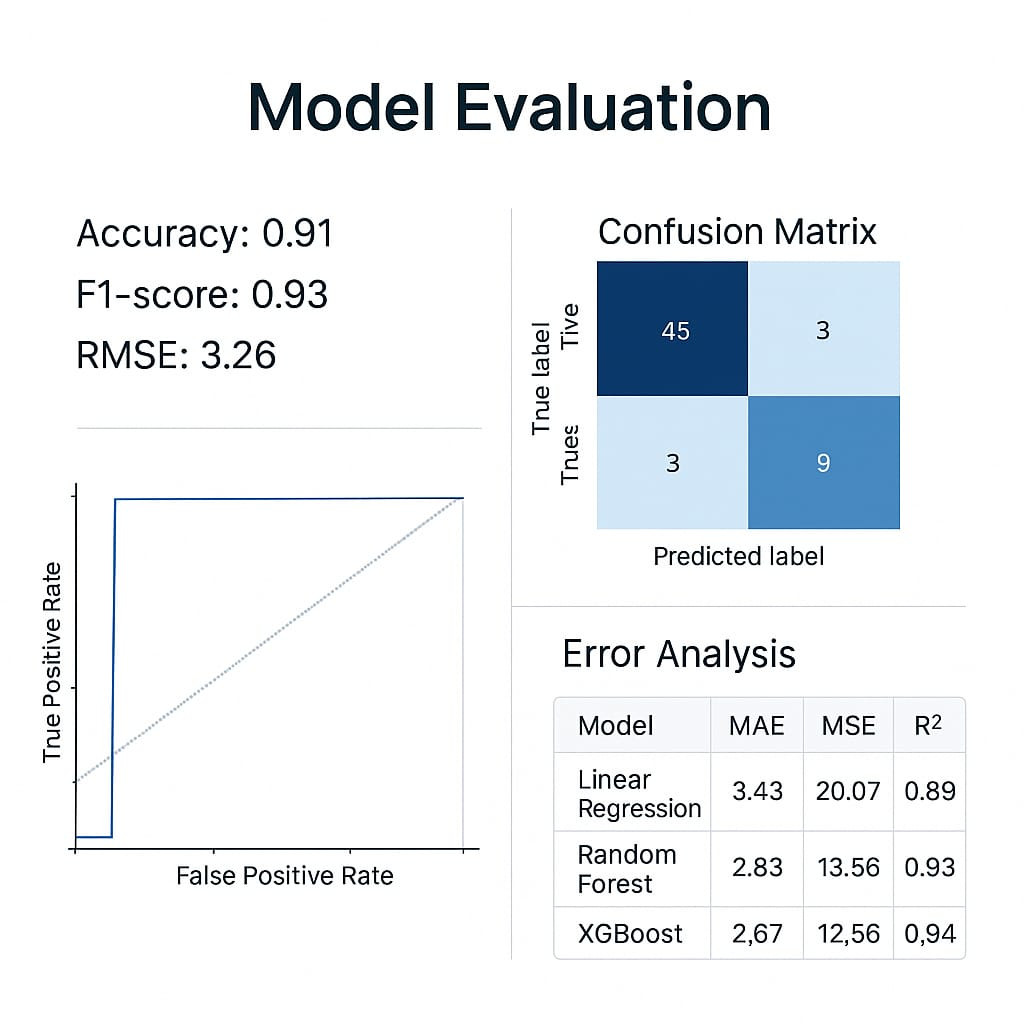 Model Evaluation
Accuracy: 0.91
F1-score: 0.93
RMSE: 3.26
True Positive Rate
False Positive Rate
Confusion Matrix
True label
Tive
Trues
45 3
3 9
Predicted label
Error Analysis
Model MAE MSE R²
Linear
Regression 3.43 20.07 0.89
Random
Forest 2.83 13.56 0.93
XGBoost 2,67 12,56 0,94